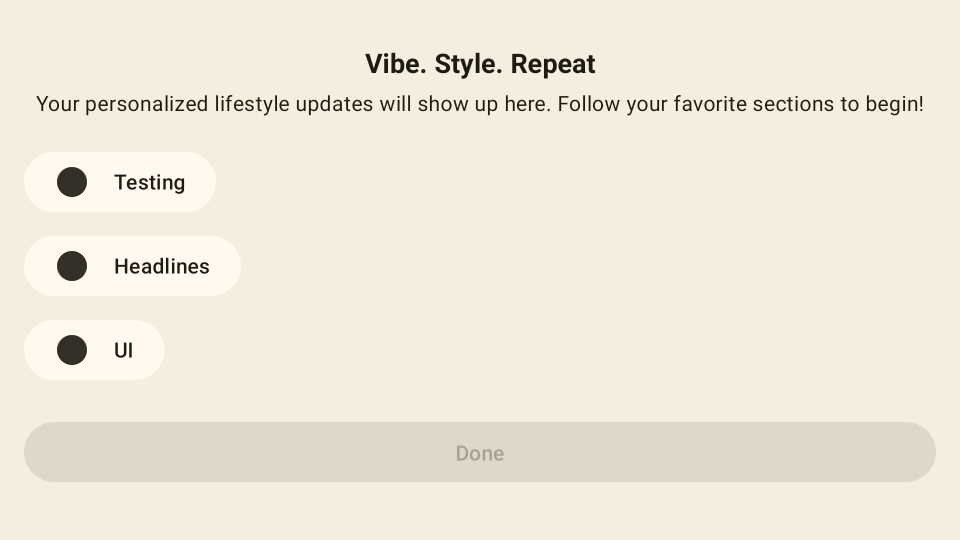 Vibe. Style. Repeat
Your personalized lifestyle updates will show up here. Follow your favorite sections to begin!
Testing
Headlines
UI
Done